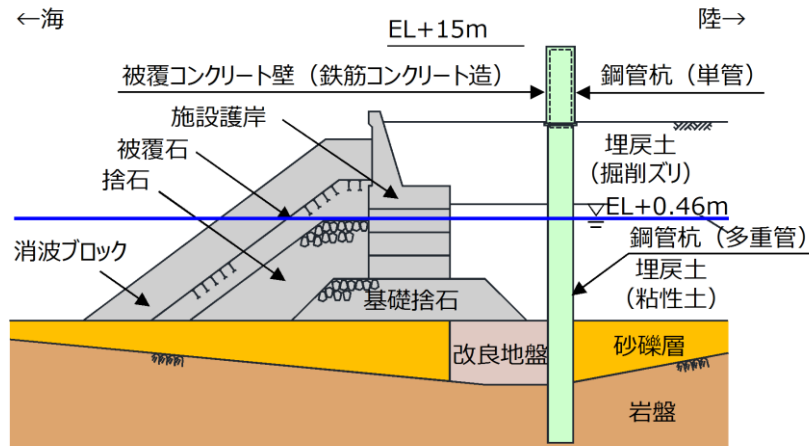 ←海
陸→
EL+15m
被覆コンクリート壁（鉄筋コンクリート造）
鋼管杭（単管）
施設護岸
被覆石
捨石
埋戻土
（掘削ズリ）
EL+0.46m
消波ブロック
鋼管杭（多重管）
埋戻土
（粘性土）
基礎捨石
改良地盤
砂礫層
岩盤